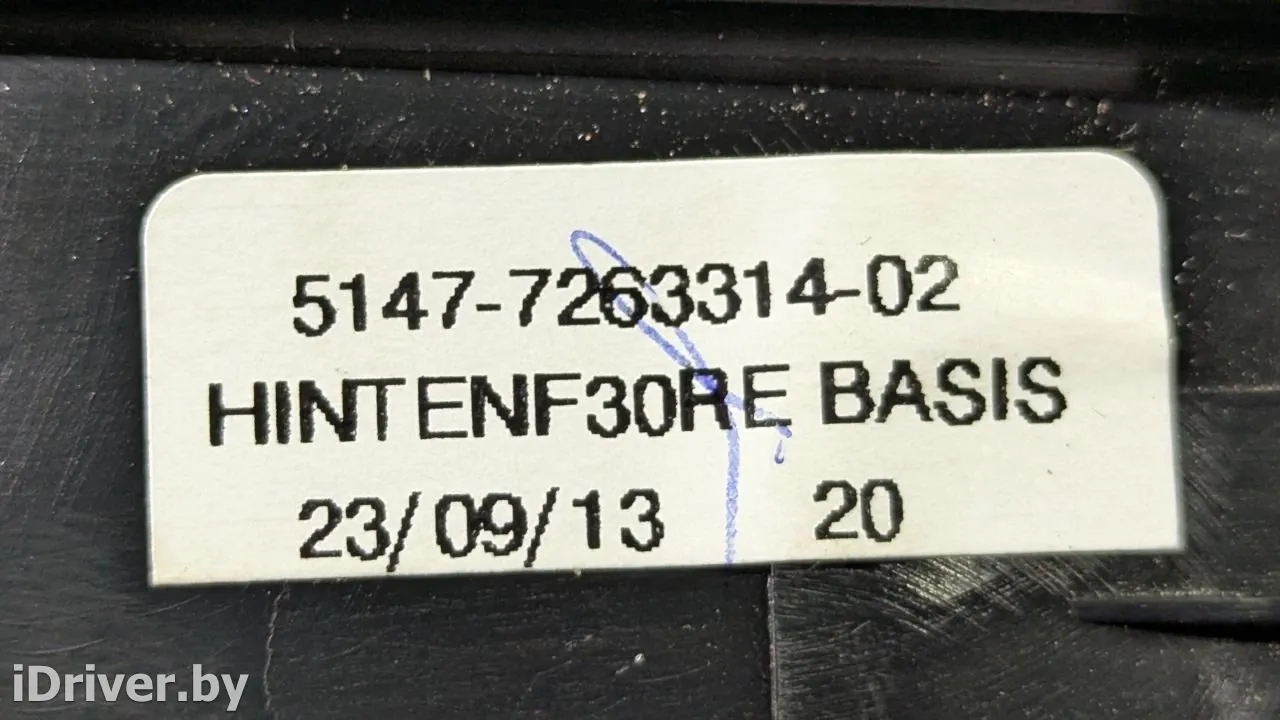 5147-7263314-02
HINTENF30RE BASIS
23/09/13 20
iDriver.by